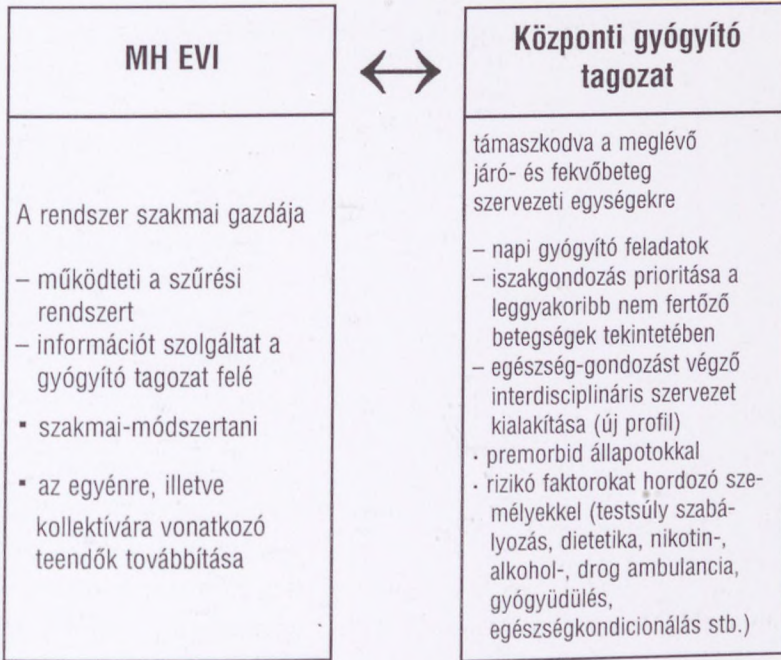 MH EVI
A rendszer szakmai gazdája
– működteti a szűrési
rendszert
– információt szolgáltat a
gyógyító tagozat felé
▪ szakmai-módszertani
▪ az egyénre, illetve
kollektívára vonatkozó
teendők továbbítása
↔
Központi gyógyító
tagozat
támaszkodva a meglévő
járó- és fekvőbeteg
szervezeti egységekre
– napi gyógyító feladatok
– iszakgondozás prioritása a
leggyakoribb nem fertőző
betegségek tekintetében
– egészség-gondozást végző
interdisciplináris szervezet
kialakítása (új profil)
· premorbid állapotokkal
· rizikó faktorokat hordozó sze-
mélyekkel (testsúly szabá-
lyozás, dietetika, nikotin-,
alkohol-, drog ambulancia,
gyógyüdülés,
egészségkondicionálás stb.)